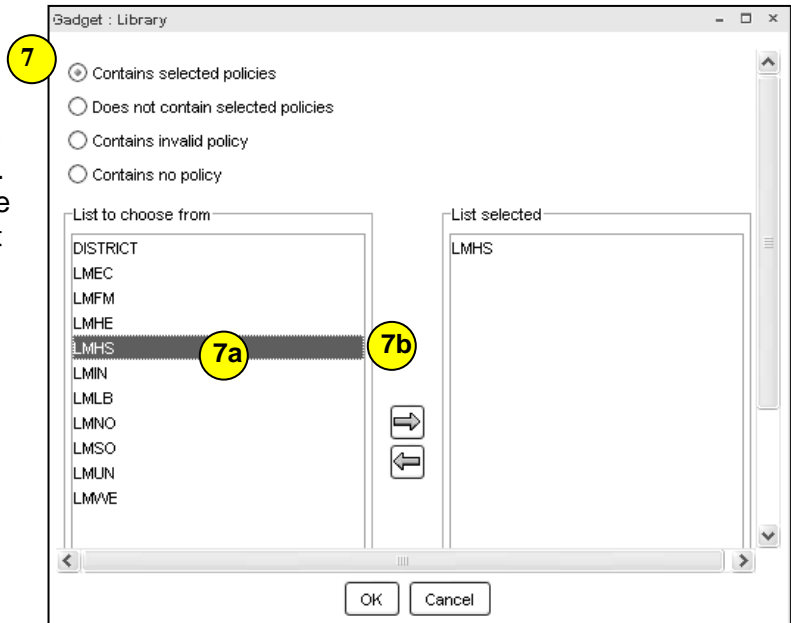 Gadget : Library
7
Contains selected policies
Does not contain selected policies
Contains invalid policy
.
Contains no policy
e
t
List to choose from
List selected
DISTRICT
LMHS
LMEC
LMFM
LMHE
LMHS
7a
7b
LMIN
LMLB
LMNO
LMSO
LMUN
LMWE
OK
Cancel